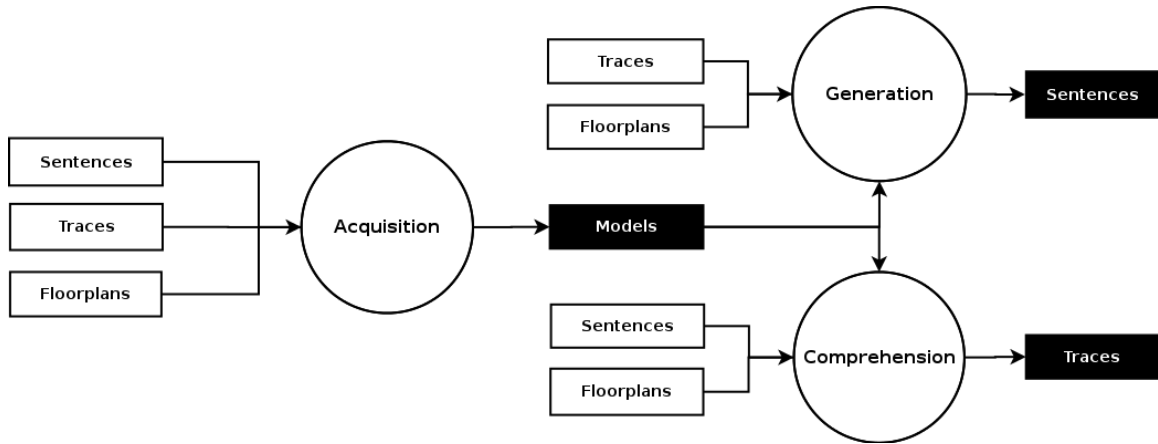 Sentences
Traces
Floorplans
Acquisition
Models
Traces
Floorplans
Generation
Sentences
Sentences
Floorplans
Comprehension
Traces